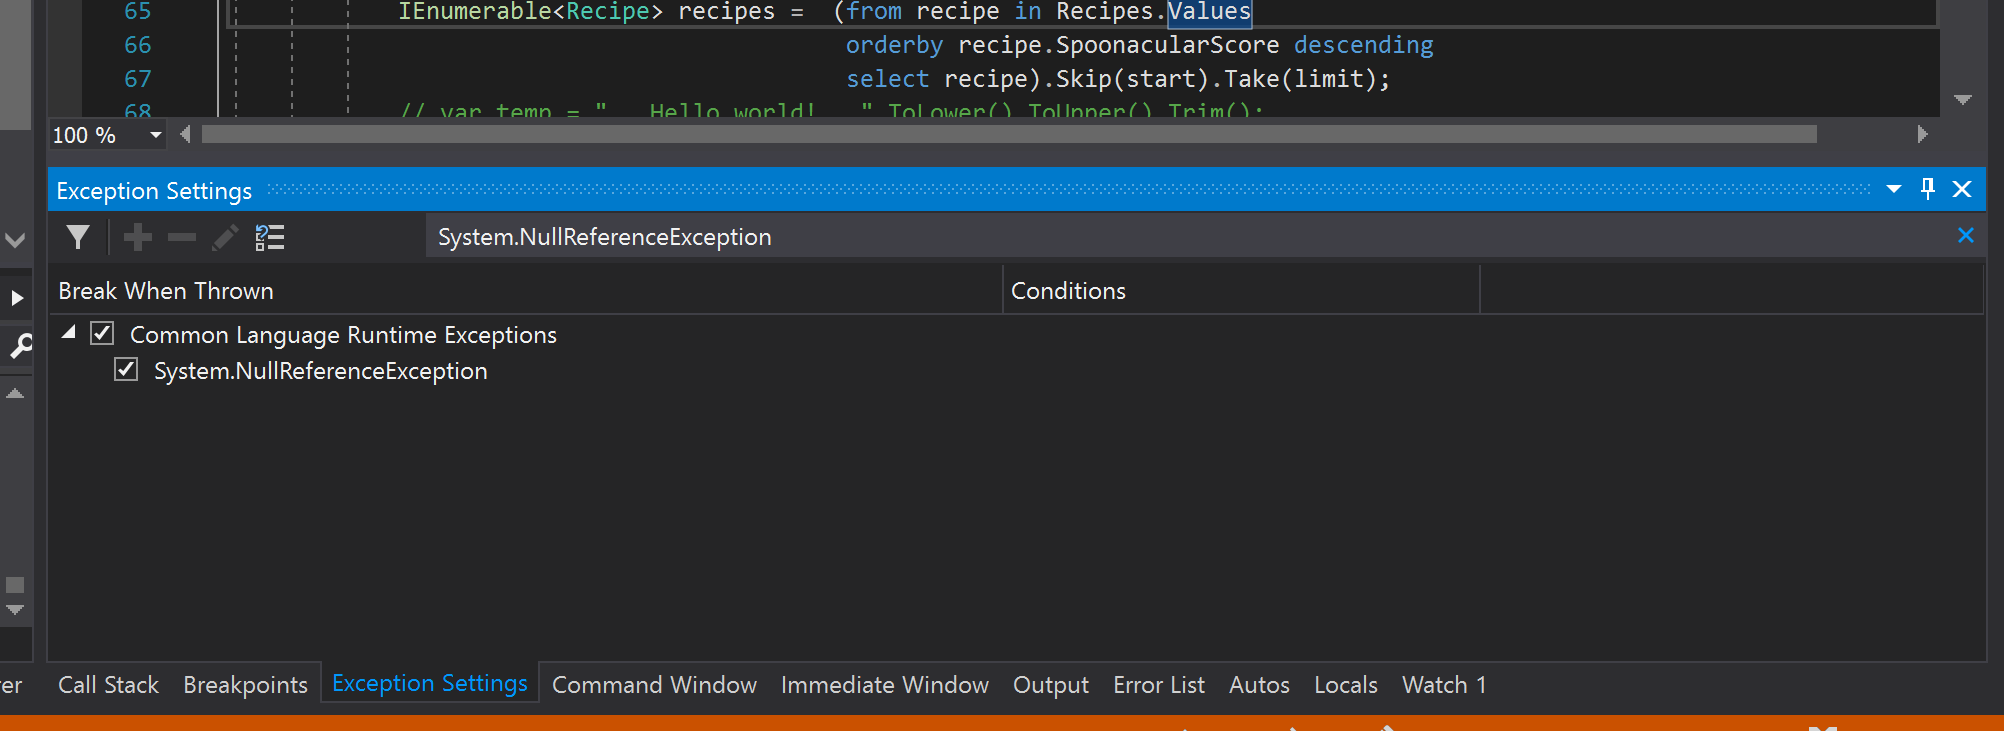 65 IEnumerable<Recipe> recipes = (from recipe in Recipes.Values
66 orderby recipe.SpoonacularScore descending
67 select recipe).Skip(start).Take(limit);
68 // var temp = "   Hello world!   ".ToLower().ToUpper().Trim();
100 %
Exception Settings
System.NullReferenceException
Break When Thrown Conditions
Common Language Runtime Exceptions
System.NullReferenceException
er Call Stack Breakpoints Exception Settings Command Window Immediate Window Output Error List Autos Locals Watch 1